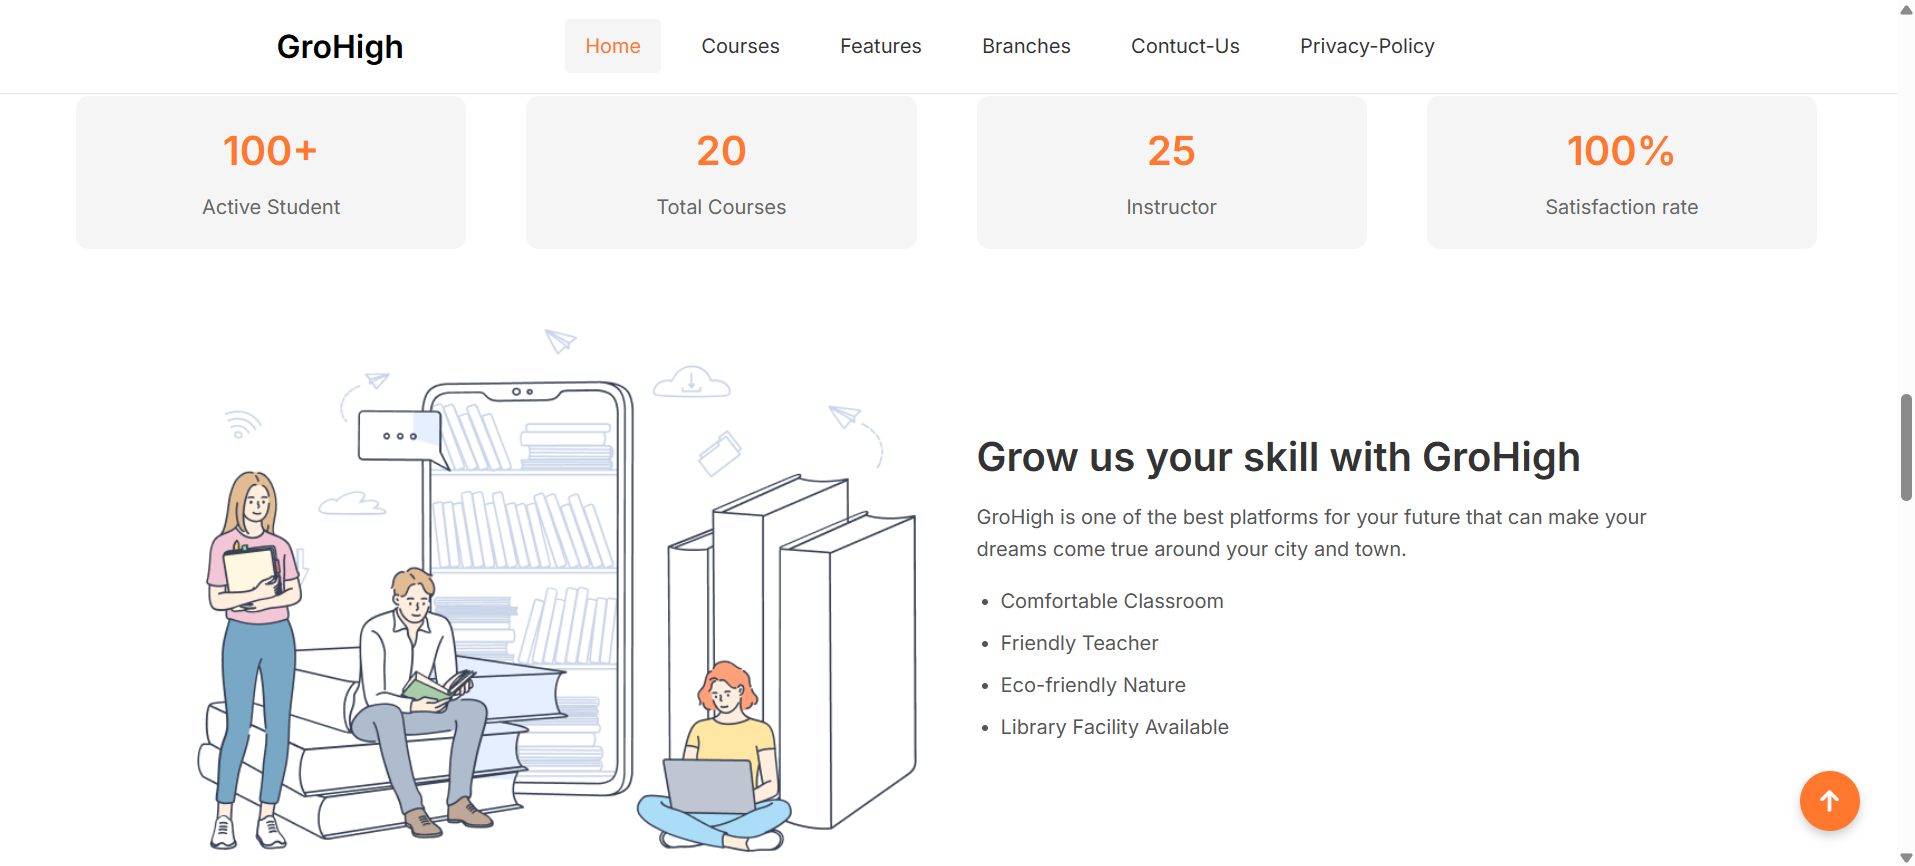 GroHigh
Home Courses Features Branches Contuct-Us Privacy-Policy
100+ 20 25 100%
Active Student Total Courses Instructor Satisfaction rate
Grow us your skill with GroHigh
GroHigh is one of the best platforms for your future that can make your
dreams come true around your city and town.
• Comfortable Classroom
• Friendly Teacher
• Eco-friendly Nature
• Library Facility Available